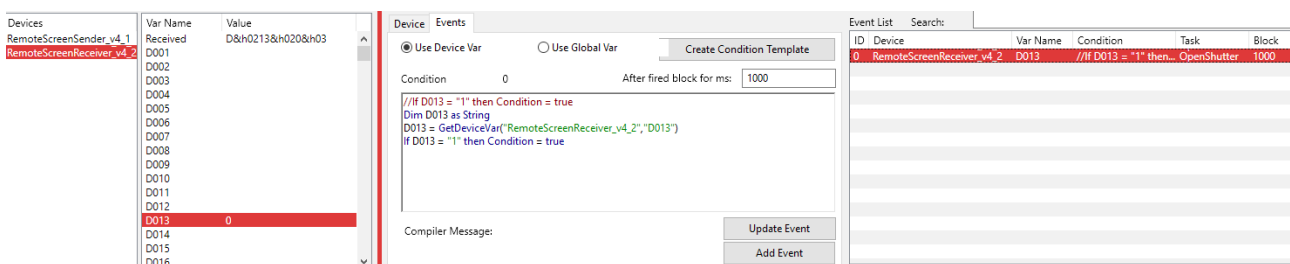 Devices
RemoteScreenSender_v4_1
RemoteScreenReceiver_v4_2
Var Name Value
Received D&h0213&h020&h03
D001
D002
D003
D004
D005
D006
D007
D008
D009
D010
D011
D012
D013 0
D014
D015
D016
Device Events
Use Device Var Use Global Var Create Condition Template
Condition 0 After fired block for ms: 1000
//If D013 = "1" then Condition = true
Dim D013 as String
D013 = GetDeviceVar("RemoteScreenReceiver_v4_2","D013")
If D013 = "1" then Condition = true
Compiler Message:
Update Event
Add Event
Event List Search:
ID Device Var Name Condition Task Block
0 RemoteScreenReceiver_v4_2 D013 //If D013 = "1" then... OpenShutter 1000